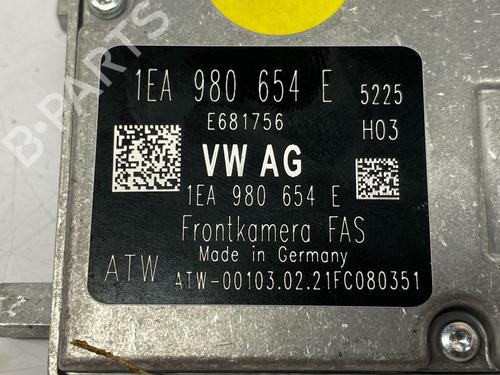 1EA 980 654 E 5225
E681756 H03
VW AG
1EA 980 654 E
Frontkamera FAS
Made in Germany
ATW
ATW-00103.02.21FC080351
B-PARTS